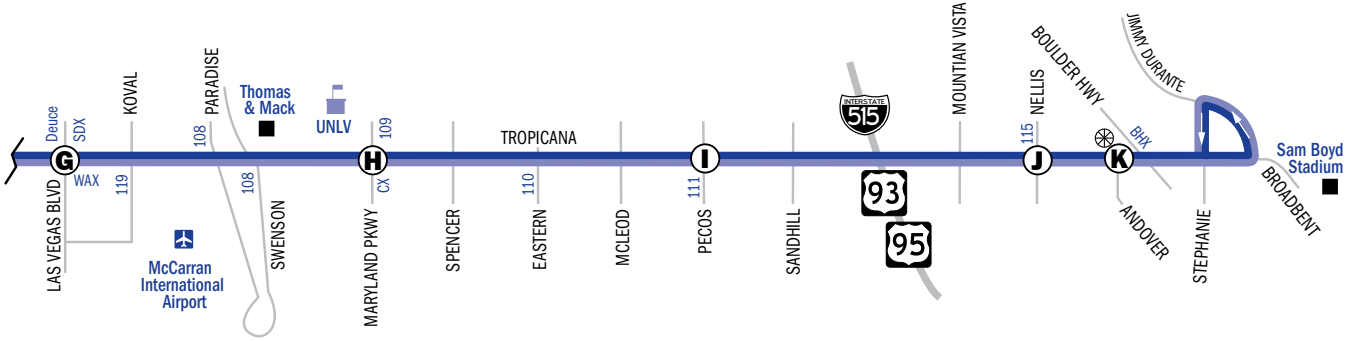 Deuce
SDX
G
WAX
LAS VEGAS BLVD
KOVAL
119
PARADISE
108
108
SWENSON
Thomas
& Mack
UNLV
McCarran
International
Airport
109
H
CX
MARYLAND PKWY
SPENCER
TROPICANA
110
EASTERN
MCLEOD
I
111
PECOS
SANDHILL
INTERSTATE
515
93
95
MOUNTIAN VISTA
NELLIS
115
J
BOULDER HWY
BHX
K
ANDOVER
JIMMY DURANTE
STEPHANIE
BROADBENT
Sam Boyd
Stadium